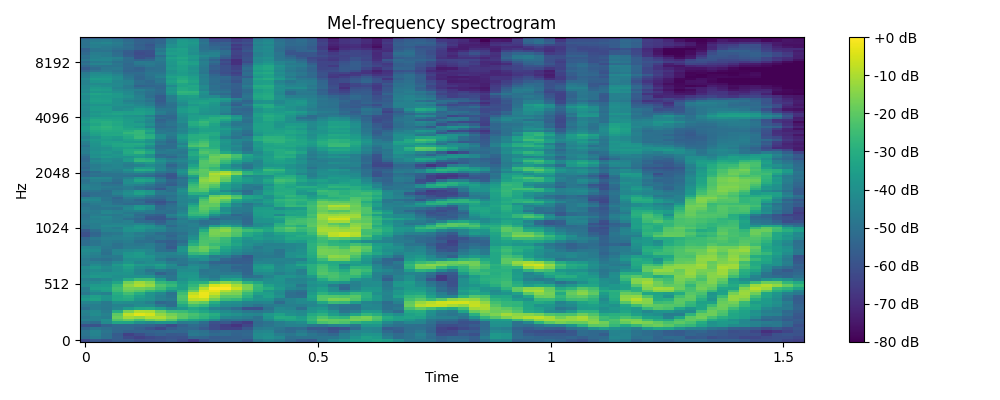 Mel-frequency spectrogram
Hz
8192
4096
2048
1024
512
0
0
0.5
1
1.5
Time
+0 dB
-10 dB
-20 dB
-30 dB
-40 dB
-50 dB
-60 dB
-70 dB
-80 dB